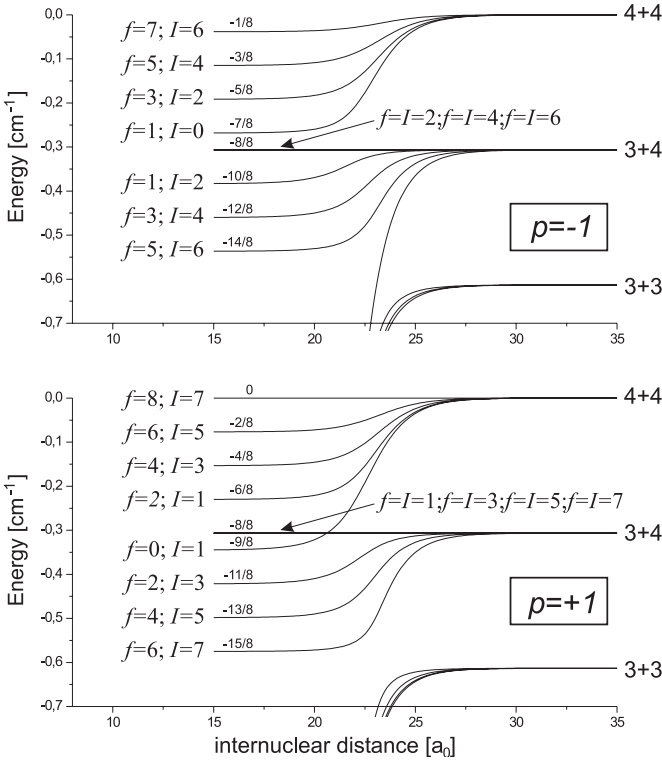 0,0
-0,1
-0,2
-0,3
-0,4
-0,5
-0,6
-0,7
Energy [cm-1]
f=7; I=6 -1/8
f=5; I=4 -3/8
f=3; I=2 -5/8
f=1; I=0 -7/8
-8/8
f=I=2;f=I=4;f=I=6
f=1; I=2 -10/8
f=3; I=4 -12/8
f=5; I=6 -14/8
4+4
3+4
3+3
p=-1
10 15 20 25 30 35
0,0
-0,1
-0,2
-0,3
-0,4
-0,5
-0,6
-0,7
Energy [cm-1]
f=8; I=7 0
f=6; I=5 -2/8
f=4; I=3 -4/8
f=2; I=1 -6/8
-8/8
f=I=1;f=I=3;f=I=5;f=I=7
f=0; I=1 -9/8
f=2; I=3 -11/8
f=4; I=5 -13/8
f=6; I=7 -15/8
4+4
3+4
3+3
p=+1
10 15 20 25 30 35
internuclear distance [a0]